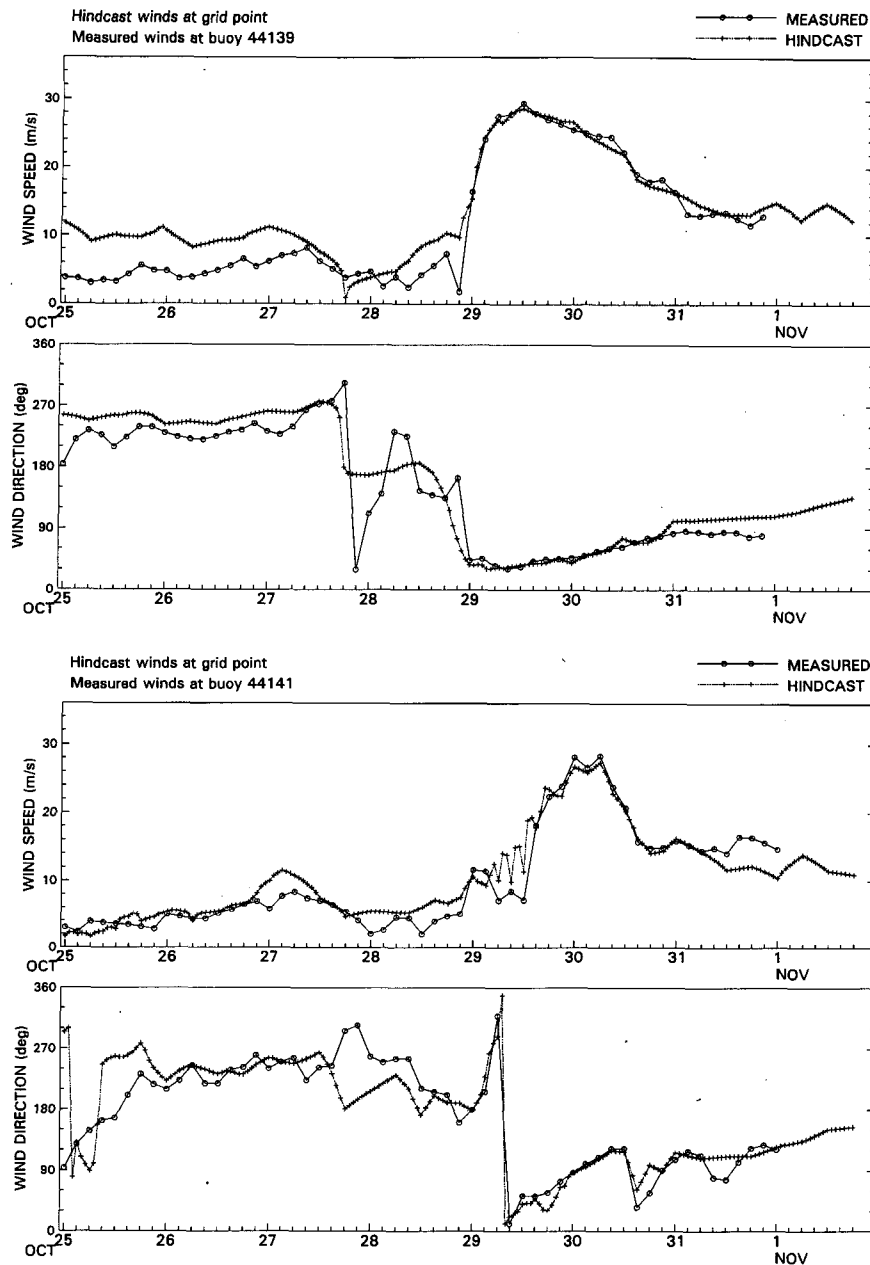 Hindcast winds at grid point
Measured winds at buoy 44139
MEASURED
HINDCAST
WIND SPEED (m/s)
30
20
10
0
25 26 27 28 29 30 31 1
OCT NOV
WIND DIRECTION (deg)
360
270
180
90
0
25 26 27 28 29 30 31 1
OCT NOV
Hindcast winds at grid point
Measured winds at buoy 44141
MEASURED
HINDCAST
WIND SPEED (m/s)
30
20
10
0
25 26 27 28 29 30 31 1
OCT NOV
WIND DIRECTION (deg)
360
270
180
90
0
25 26 27 28 29 30 31 1
OCT NOV